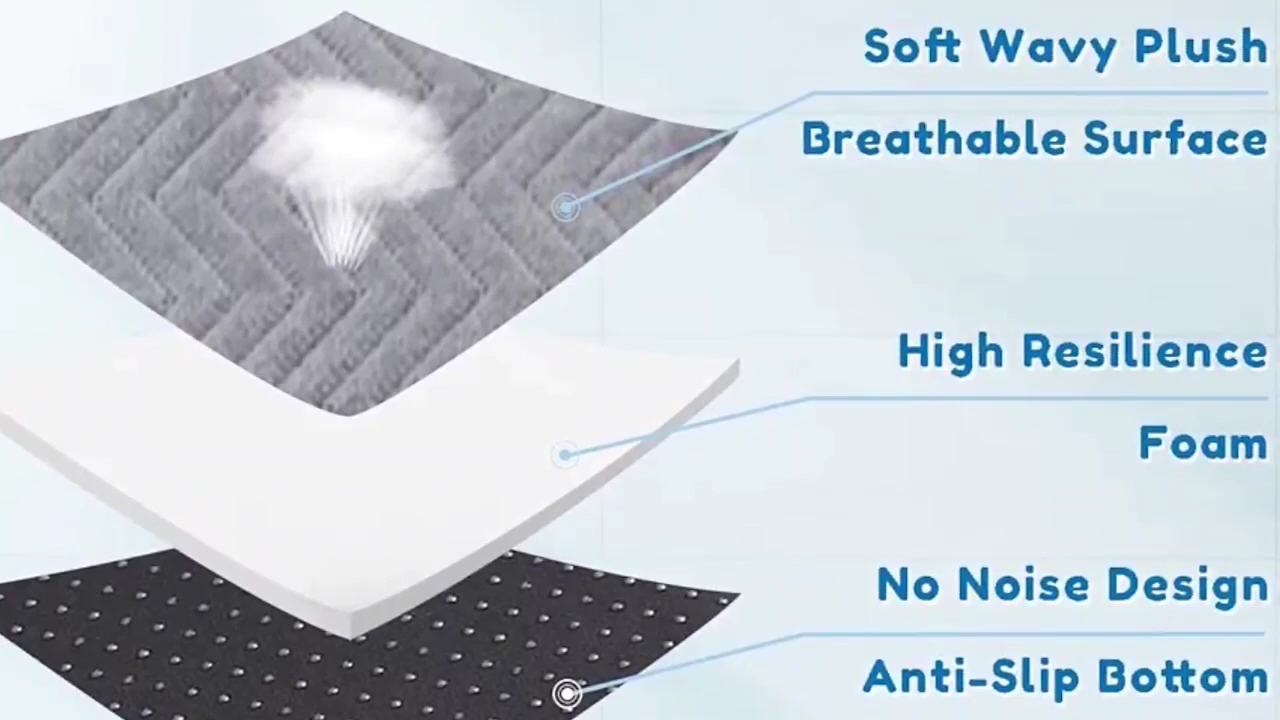 Soft Wavy Plush
Breathable Surface
High Resilience
Foam
No Noise Design
Anti-Slip Bottom